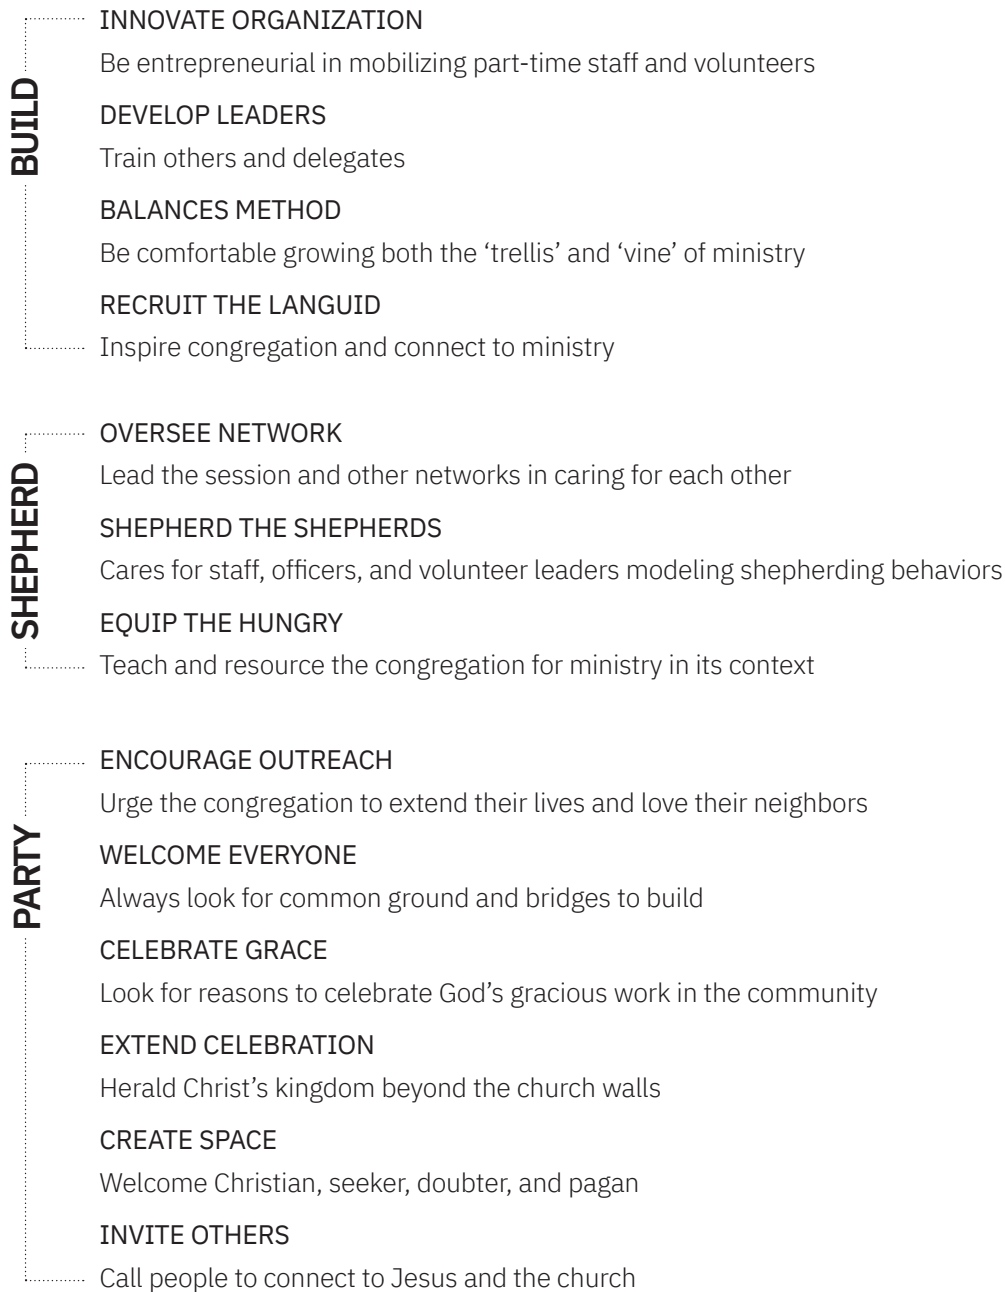 BUILD
INNOVATE ORGANIZATION
Be entrepreneurial in mobilizing part-time staff and volunteers
DEVELOP LEADERS
Train others and delegates
BALANCES METHOD
Be comfortable growing both the ‘trellis’ and ‘vine’ of ministry
RECRUIT THE LANGUID
Inspire congregation and connect to ministry
SHEPHERD
OVERSEE NETWORK
Lead the session and other networks in caring for each other
SHEPHERD THE SHEPHERDS
Cares for staff, officers, and volunteer leaders modeling shepherding behaviors
EQUIP THE HUNGRY
Teach and resource the congregation for ministry in its context
PARTY
ENCOURAGE OUTREACH
Urge the congregation to extend their lives and love their neighbors
WELCOME EVERYONE
Always look for common ground and bridges to build
CELEBRATE GRACE
Look for reasons to celebrate God’s gracious work in the community
EXTEND CELEBRATION
Herald Christ’s kingdom beyond the church walls
CREATE SPACE
Welcome Christian, seeker, doubter, and pagan
INVITE OTHERS
Call people to connect to Jesus and the church